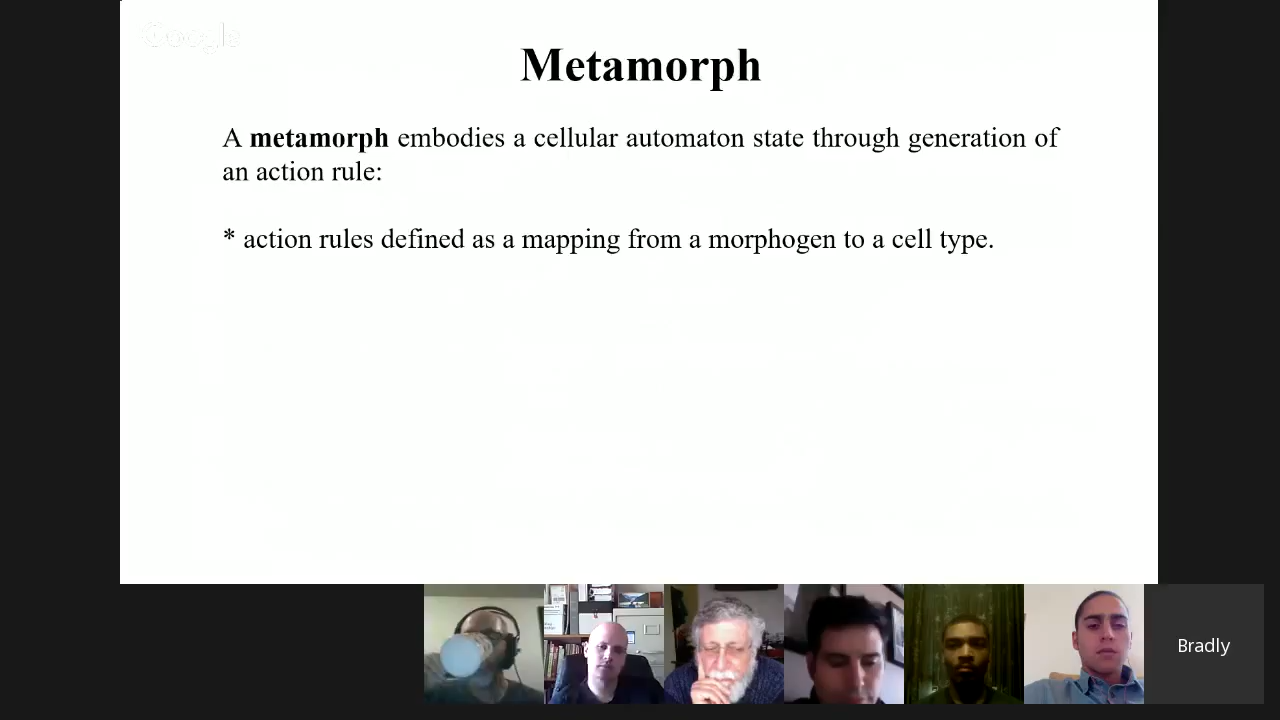 Google
Metamorph
A metamorph embodies a cellular automaton state through generation of
an action rule:
* action rules defined as a mapping from a morphogen to a cell type.
Bradly